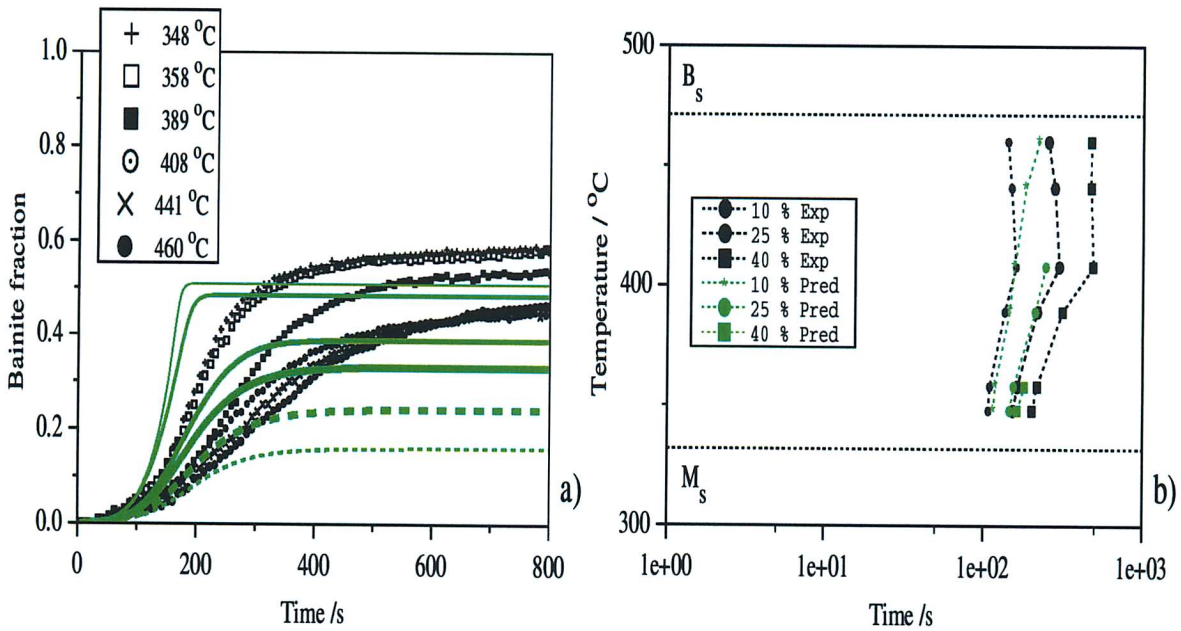 1.0
0.8
0.6
0.4
0.2
0.0
Bainite fraction
+ 348 °C
358 °C
389 °C
408 °C
441 °C
460 °C
0
200
400
600
800
Time /s
a)
500
400
300
Temperature / °C
Bs
Ms
10 % Exp
25 % Exp
40 % Exp
10 % Pred
25 % Pred
40 % Pred
b)
1e+00
1e+01
1e+02
1e+03
Time /s